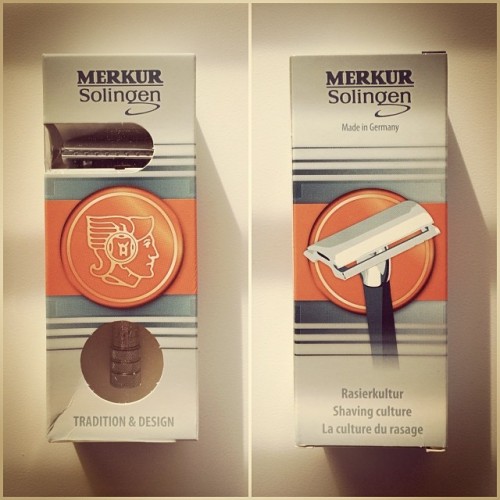 MERKUR
Solingen
TRADITION & DESIGN
MERKUR
Solingen
Made in Germany
Rasierkultur
Shaving culture
La culture du rasage